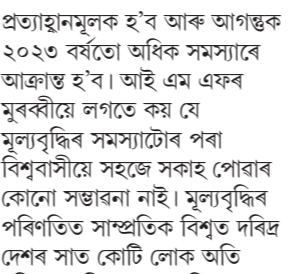 প্ৰত্যাহ্বানমূলক হ'ব আৰু আগন্তুক
২০২৩ বৰ্ষতো অধিক সমস্যাৰে
আক্ৰান্ত হ'ব। আই এম এফৰ
মুৰব্বীয়ে লগতে কয় যে
মূল্যবৃদ্ধিৰ সমস্যাটোৰ পৰা
বিশ্ববাসীয়ে সহজে সকাহ পোৱাৰ
কোনো সম্ভাৱনা নাই। মূল্যবৃদ্ধিৰ
পৰিণতিত সাম্প্ৰতিক বিশ্বত দৰিদ্ৰ
দেশৰ সাত কোটি লোক অতি